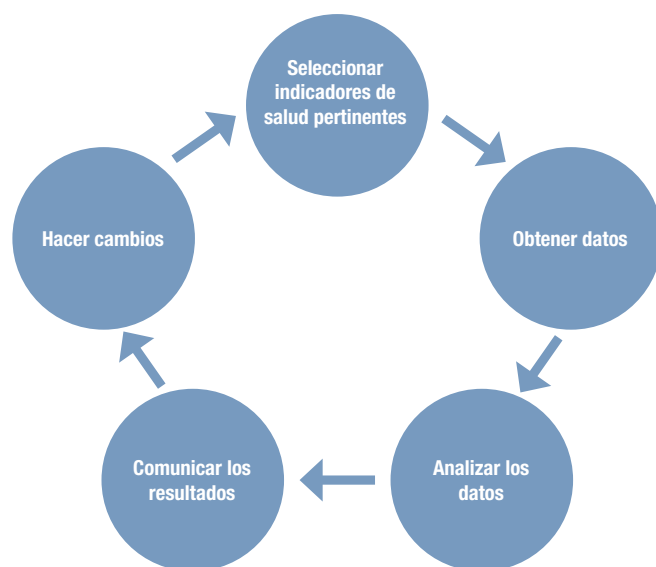 Seleccionar
indicadores de
salud pertinentes
Obtener datos
Analizar los
datos
Comunicar los
resultados
Hacer cambios